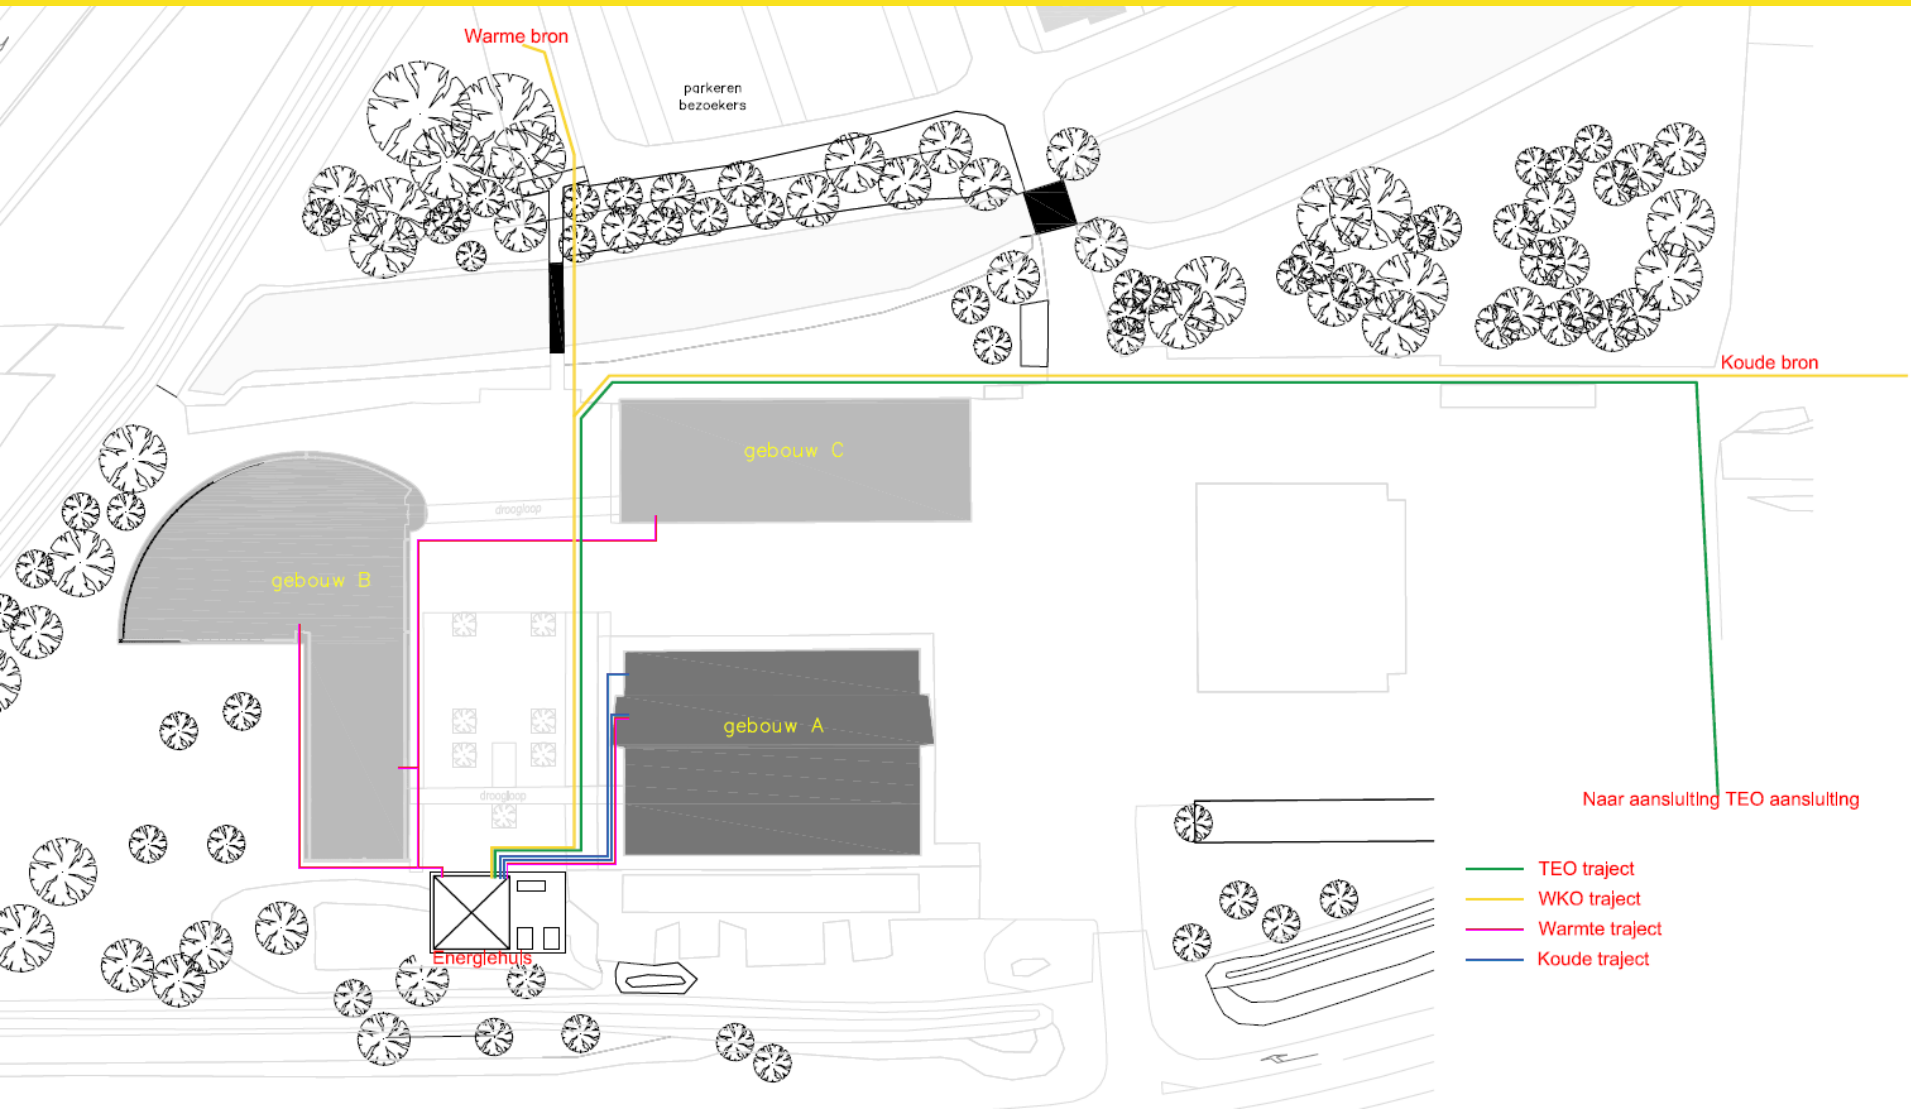 Warme bron
parkeren
bezoekers
Koude bron
gebouw C
droogloop
gebouw B
gebouw A
droogloop
Naar aansluiting TEO aansluiting
TEO traject
WKO traject
Warmte traject
Koude traject
Energiehuis